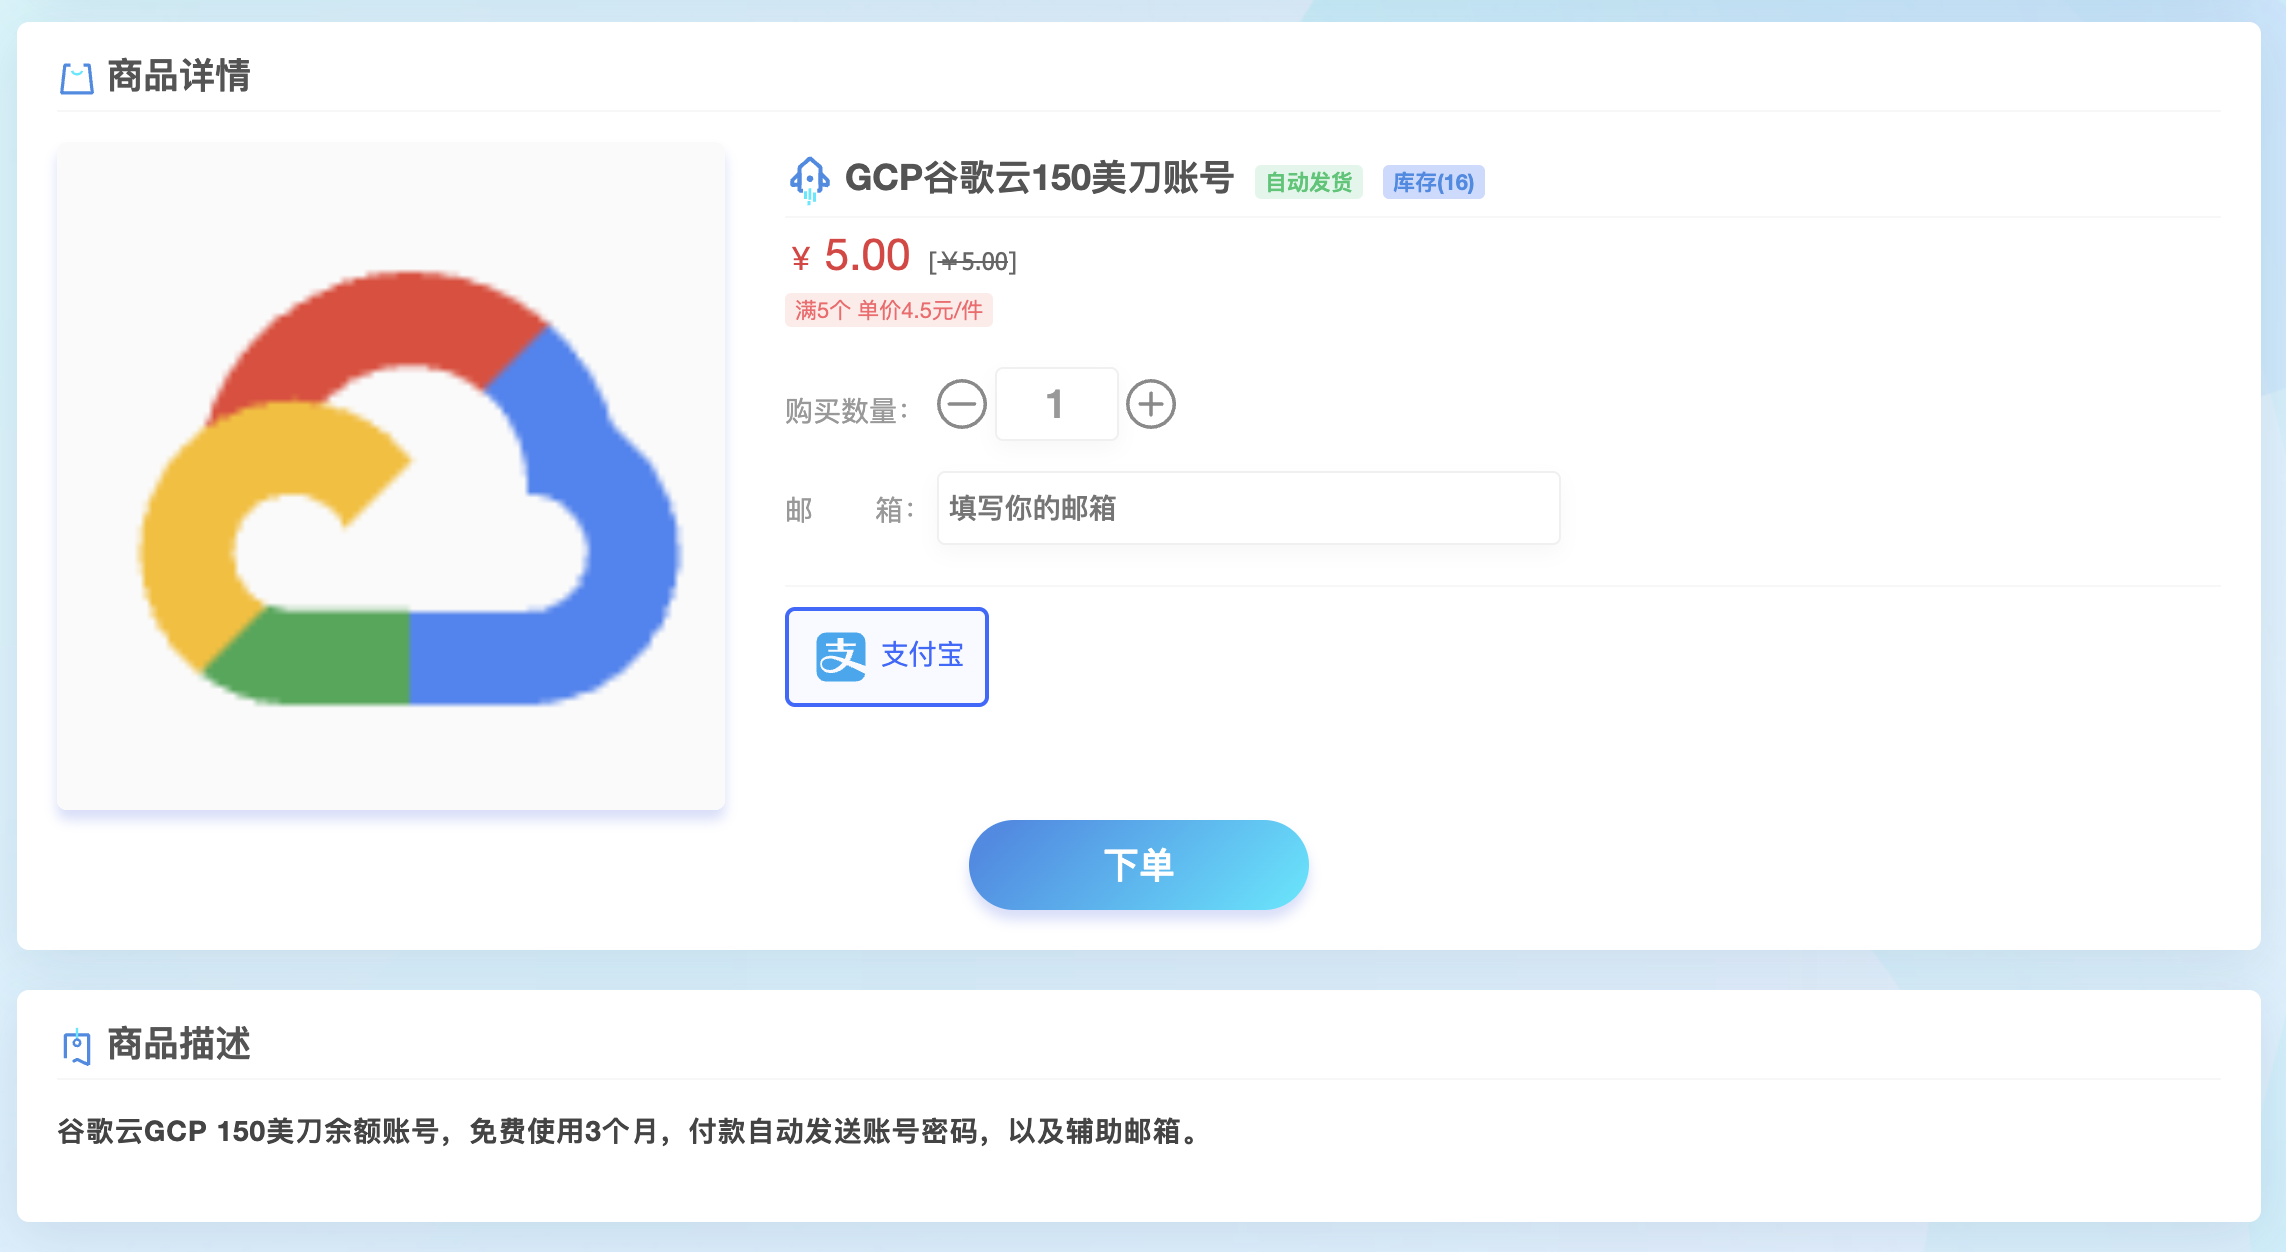 商品详情
GCP谷歌云150美刀账号 自动发货 库存(16)
¥ 5.00 [¥5.00]
满5个 单价4.5元/件
购买数量： 1
邮 箱： 填写你的邮箱
支 支付宝
下单
商品描述
谷歌云GCP 150美刀余额账号，免费使用3个月，付款自动发送账号密码，以及辅助邮箱。